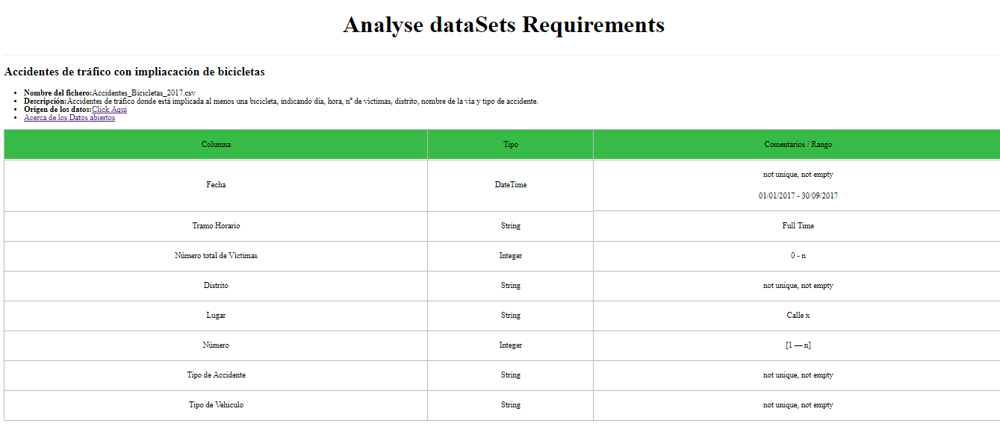 Analyse dataSets Requirements
Accidentes de tráfico con impliacación de bicicletas
Nombre del fichero:Accidentes_Bicicletas_2017.csv
Descripción:Accidentes de tráfico donde está implicada al menos una bicicleta, indicando día, hora, nº de victimas, distrito, nombre de la via y tipo de accidente.
Origen de los datos:Click Aqui
Acerca de los Datos abiertos
Columna Tipo Comentarios / Rango
Fecha DateTime not unique, not empty
01/01/2017 - 30/09/2017
Tramo Horario String Full Time
Número total de Victimas Integer 0 - n
Distrito String not unique, not empty
Lugar String Calle x
Número Integer [1 — n]
Tipo de Accidente String not unique, not empty
Tipo de Vehiculo String not unique, not empty